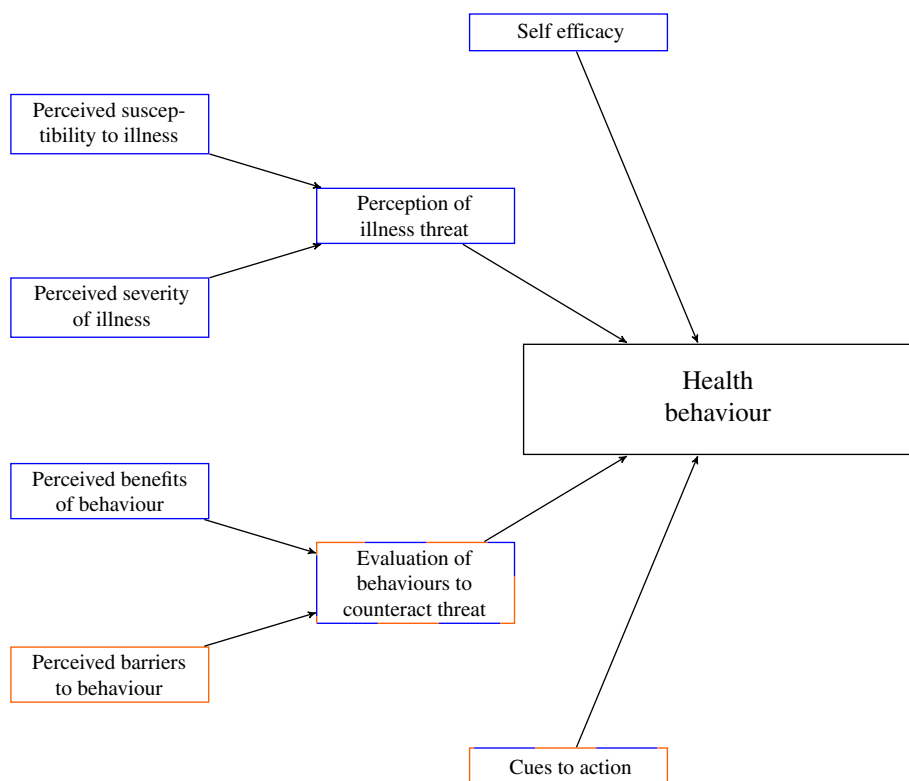 Self efficacy
Perceived suscep-
tibility to illness
Perception of
illness threat
Perceived severity
of illness
Health
behaviour
Perceived benefits
of behaviour
Evaluation of
behaviours to
counteract threat
Perceived barriers
to behaviour
Cues to action